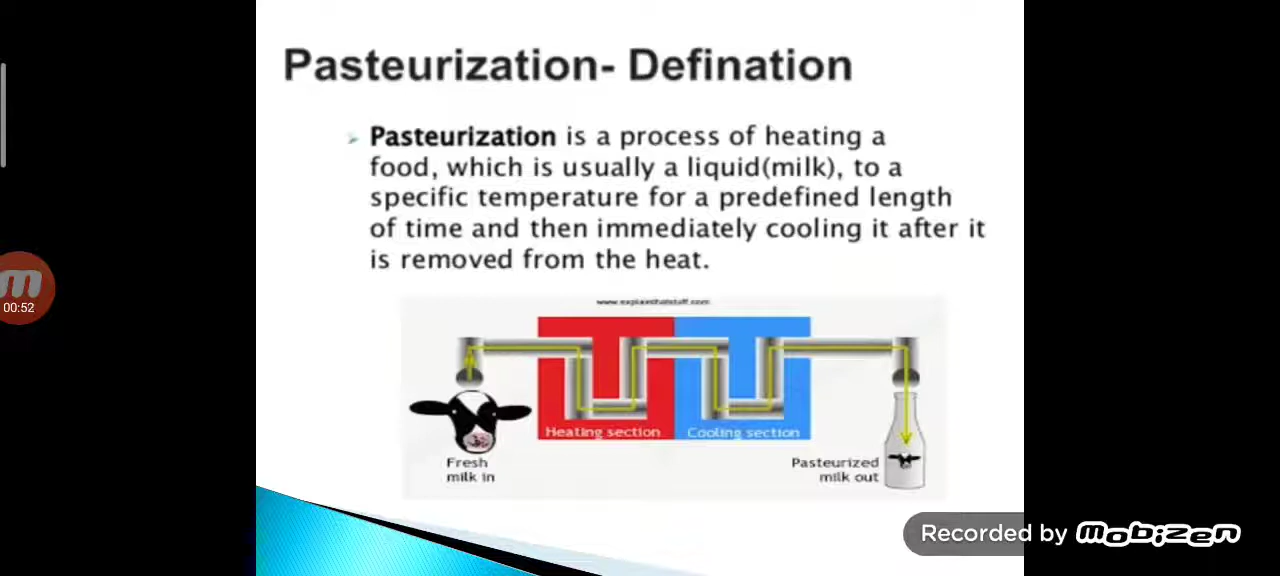 Pasteurization- Defination
Pasteurization is a process of heating a
food, which is usually a liquid(milk), to a
specific temperature for a predefined length
of time and then immediately cooling it after it
is removed from the heat.
www.explainthatstuff.com
Heating section
Cooling section
Fresh
milk in
Pasteurized
milk out
00:52
Recorded by mobizen